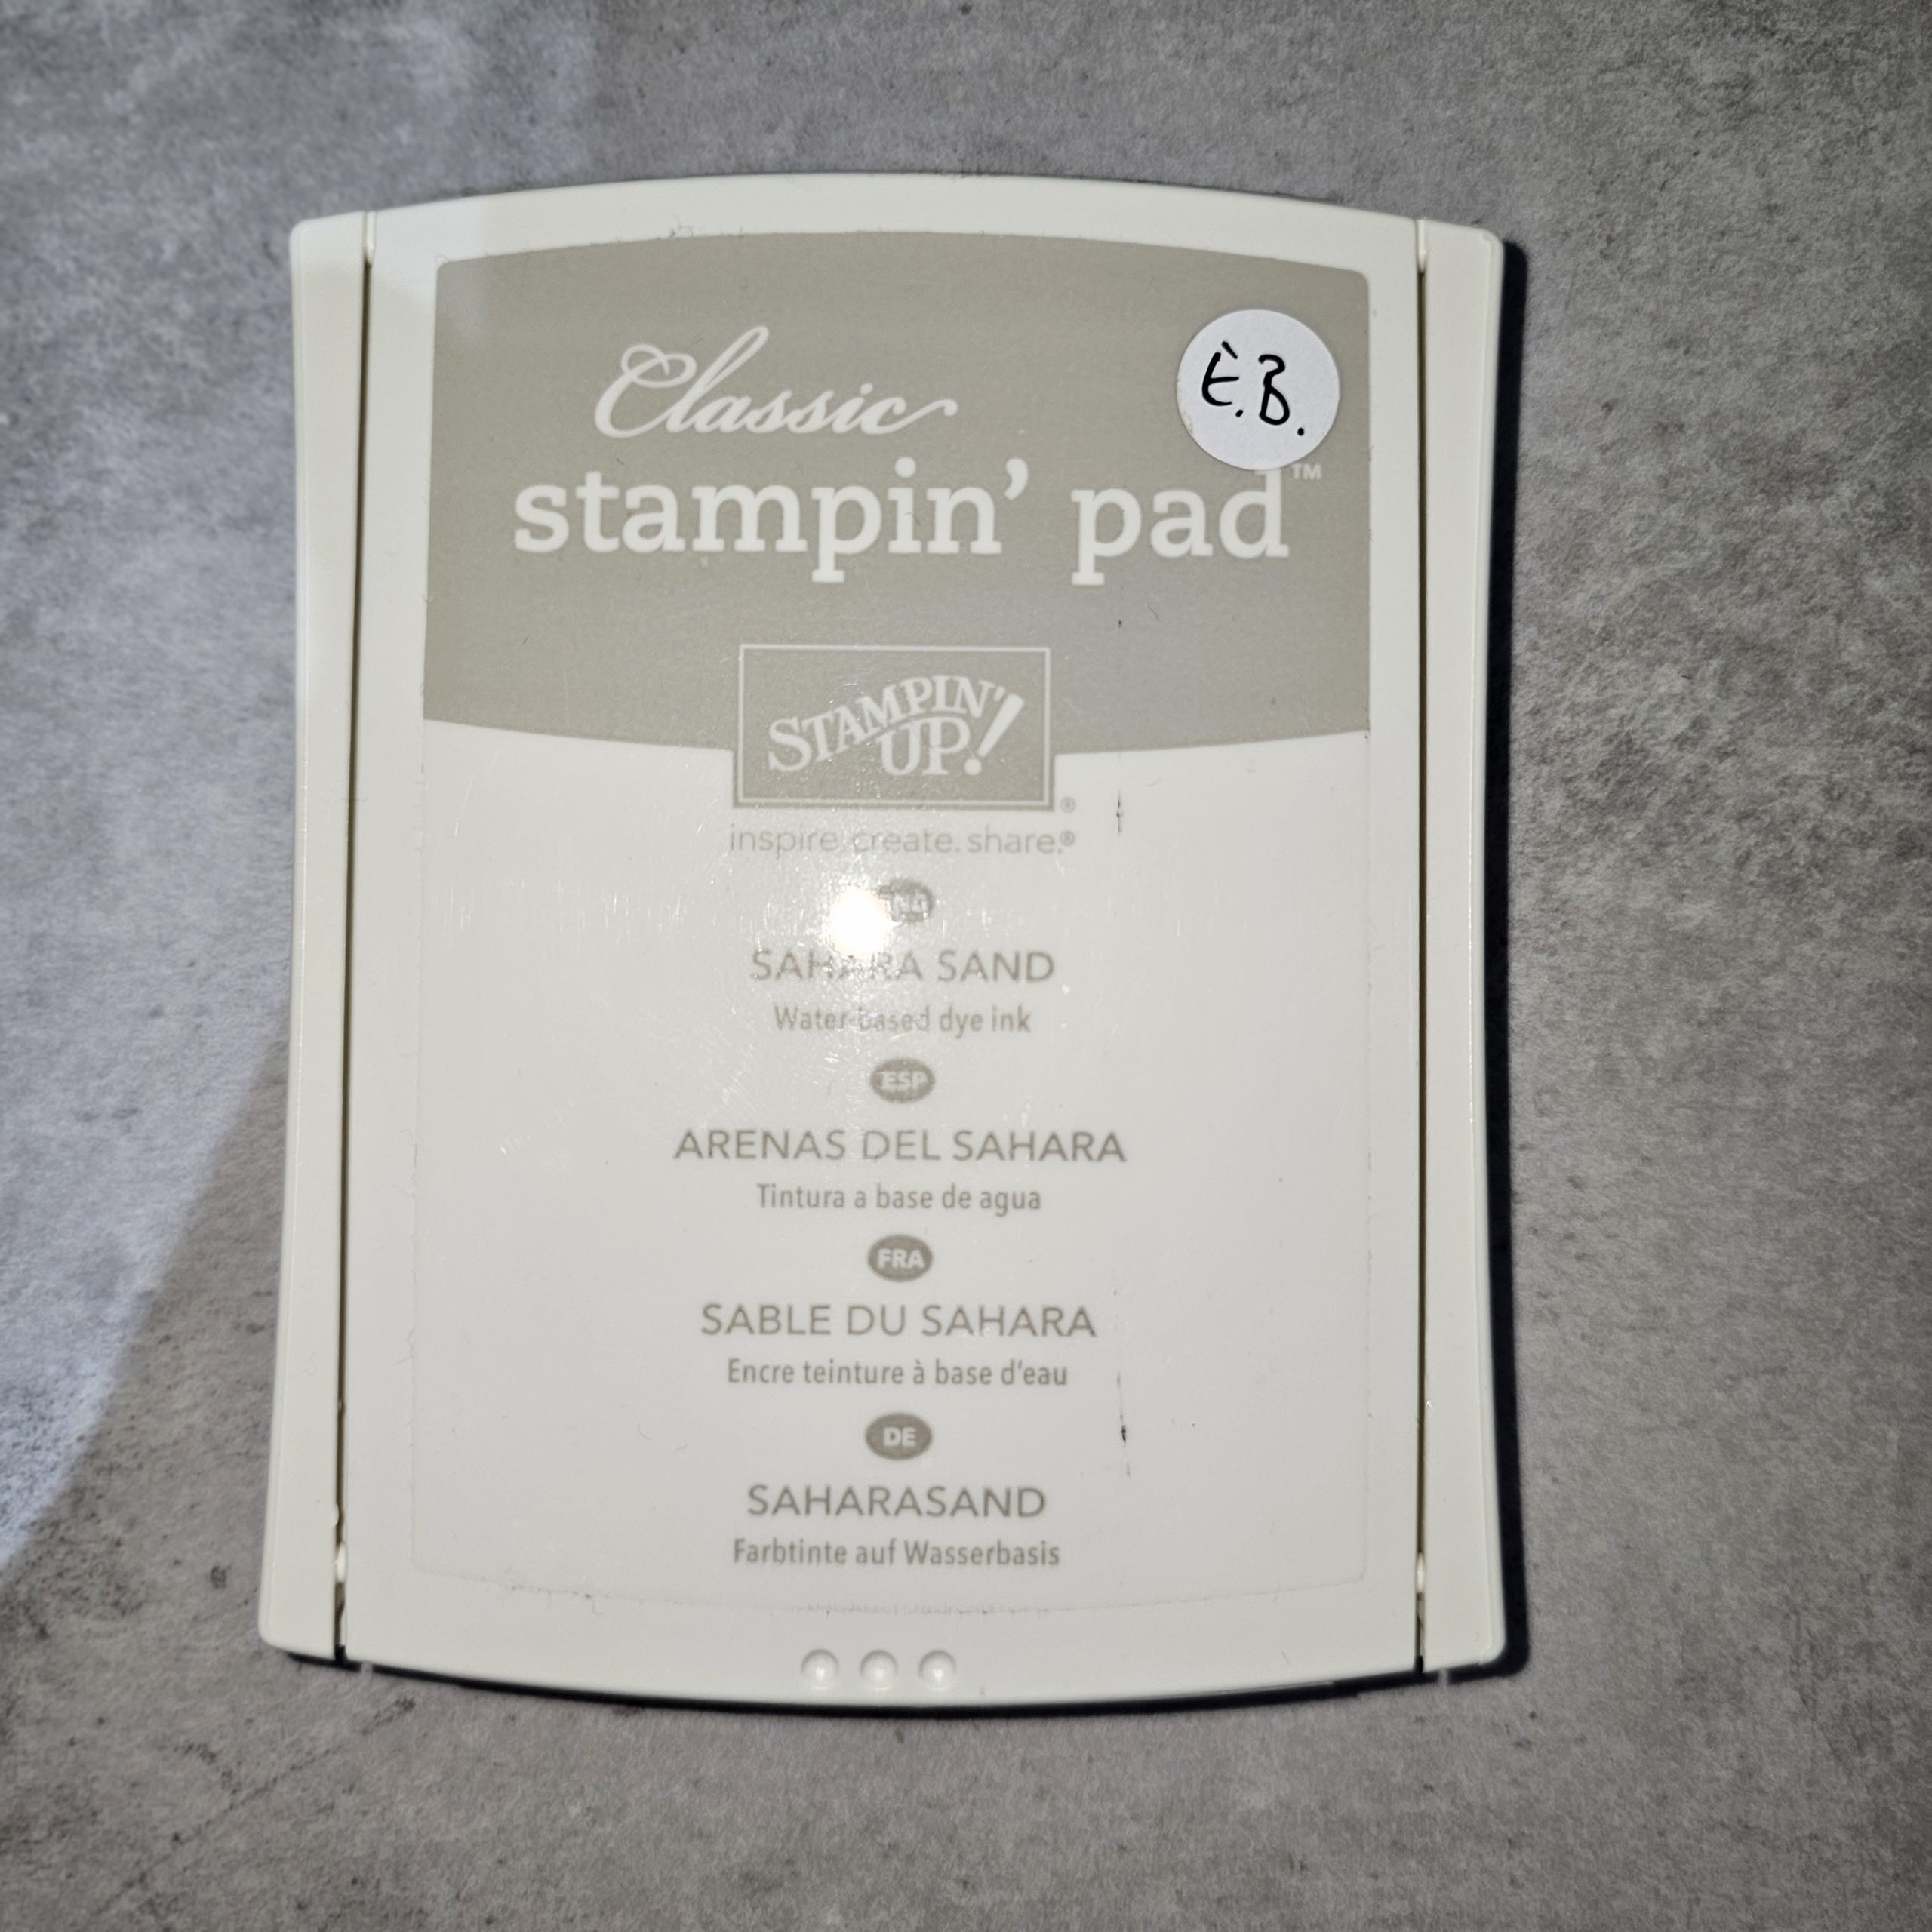 Classic
È.B.
stampin' pad™
STAMPIN'
UP!®
inspire.create.share.®
SAHARA SAND
Water-based dye ink
ESP
ARENAS DEL SAHARA
Tintura a base de agua
FRA
SABLE DU SAHARA
Encre teinture à base d'eau
DE
SAHARASAND
Farbtinte auf Wasserbasis